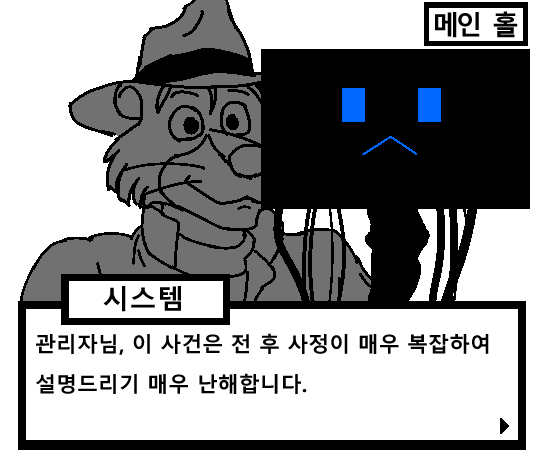 메인 홀
시스템
관리자님, 이 사건은 전 후 사정이 매우 복잡하여
설명드리기 매우 난해합니다.